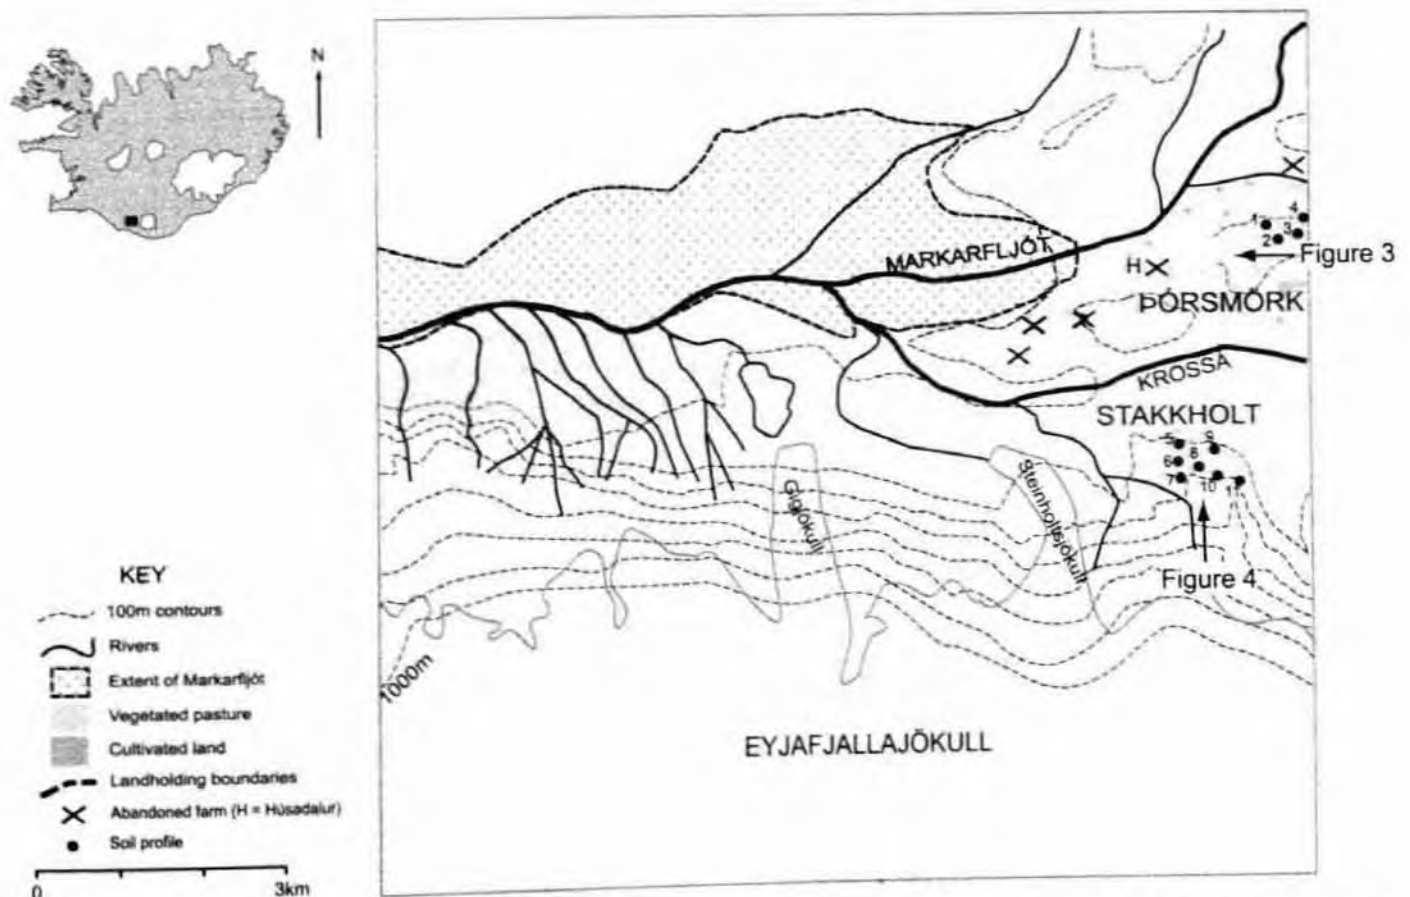 N
MARKARFLJÓT
1
4
2
3
Figure 3
H
ÞÓRSMÖRK
KROSSÁ
STAKKHOLT
5
9
6
8
7
10
11
Gígjökull
Steinholtsjökull
Figure 4
1000m
EYJAFJALLAJÖKULL
KEY
100m contours
Rivers
Extent of Markarfljót
Vegetated pasture
Cultivated land
Landholding boundaries
Abandoned farm (H = Húsadalur)
Soil profile
0
3km